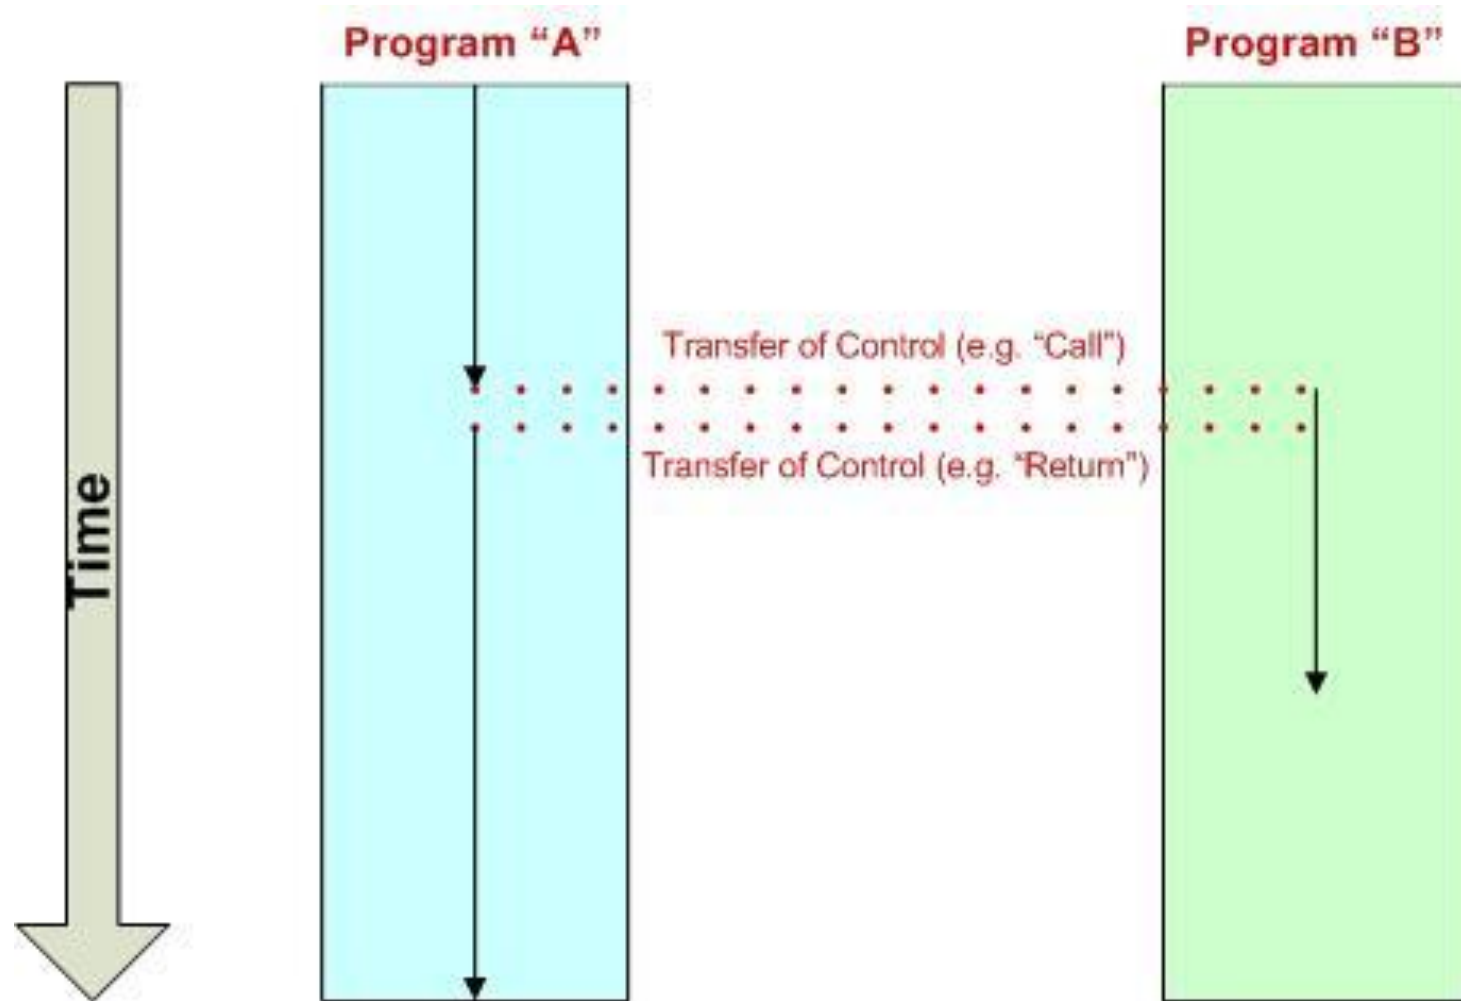 Program “A”
Program “B”
Transfer of Control (e.g. “Call”)
Transfer of Control (e.g. “Return”)
Time